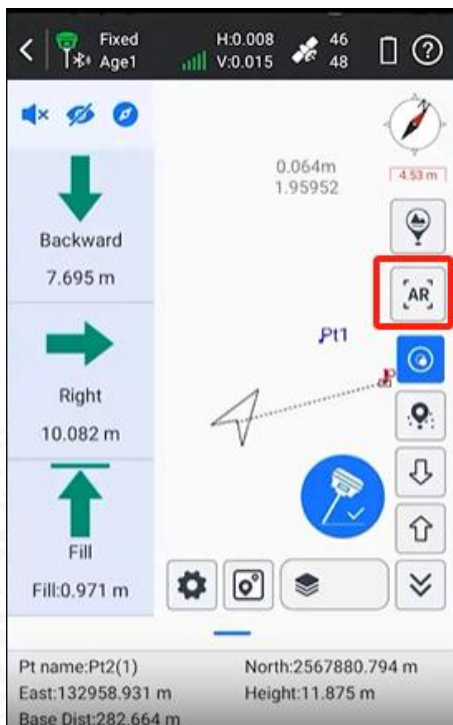 Fixed
Age1
H:0.008
V:0.015
46
48
N
0.064m
1.95952
4.53 m
Backward
7.695 m
AR
Pt1
Right
10.082 m
Fill
Fill:0.971 m
Pt name:Pt2(1)
North:2567880.794 m
East:132958.931 m
Height:11.875 m
Base Dist:282.664 m